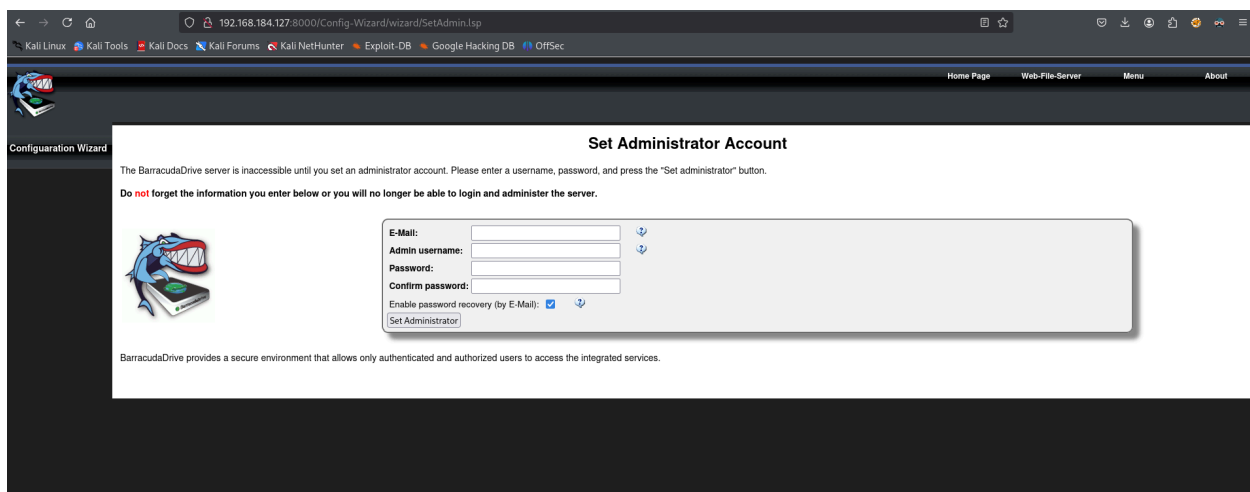 192.168.184.127:8000/Config-Wizard/wizard/SetAdmin.lsp
Kali Linux Kali Tools Kali Docs Kali Forums Kali NetHunter Exploit-DB Google Hacking DB OffSec
Home Page Web-File-Server Menu About
Configuaration Wizard
Set Administrator Account
The BarracudaDrive server is inaccessible until you set an administrator account. Please enter a username, password, and press the "Set administrator" button.
Do not forget the information you enter below or you will no longer be able to login and administer the server.
E-Mail:
Admin username:
Password:
Confirm password:
Enable password recovery (by E-Mail):
Set Administrator
BarracudaDrive provides a secure environment that allows only authenticated and authorized users to access the integrated services.